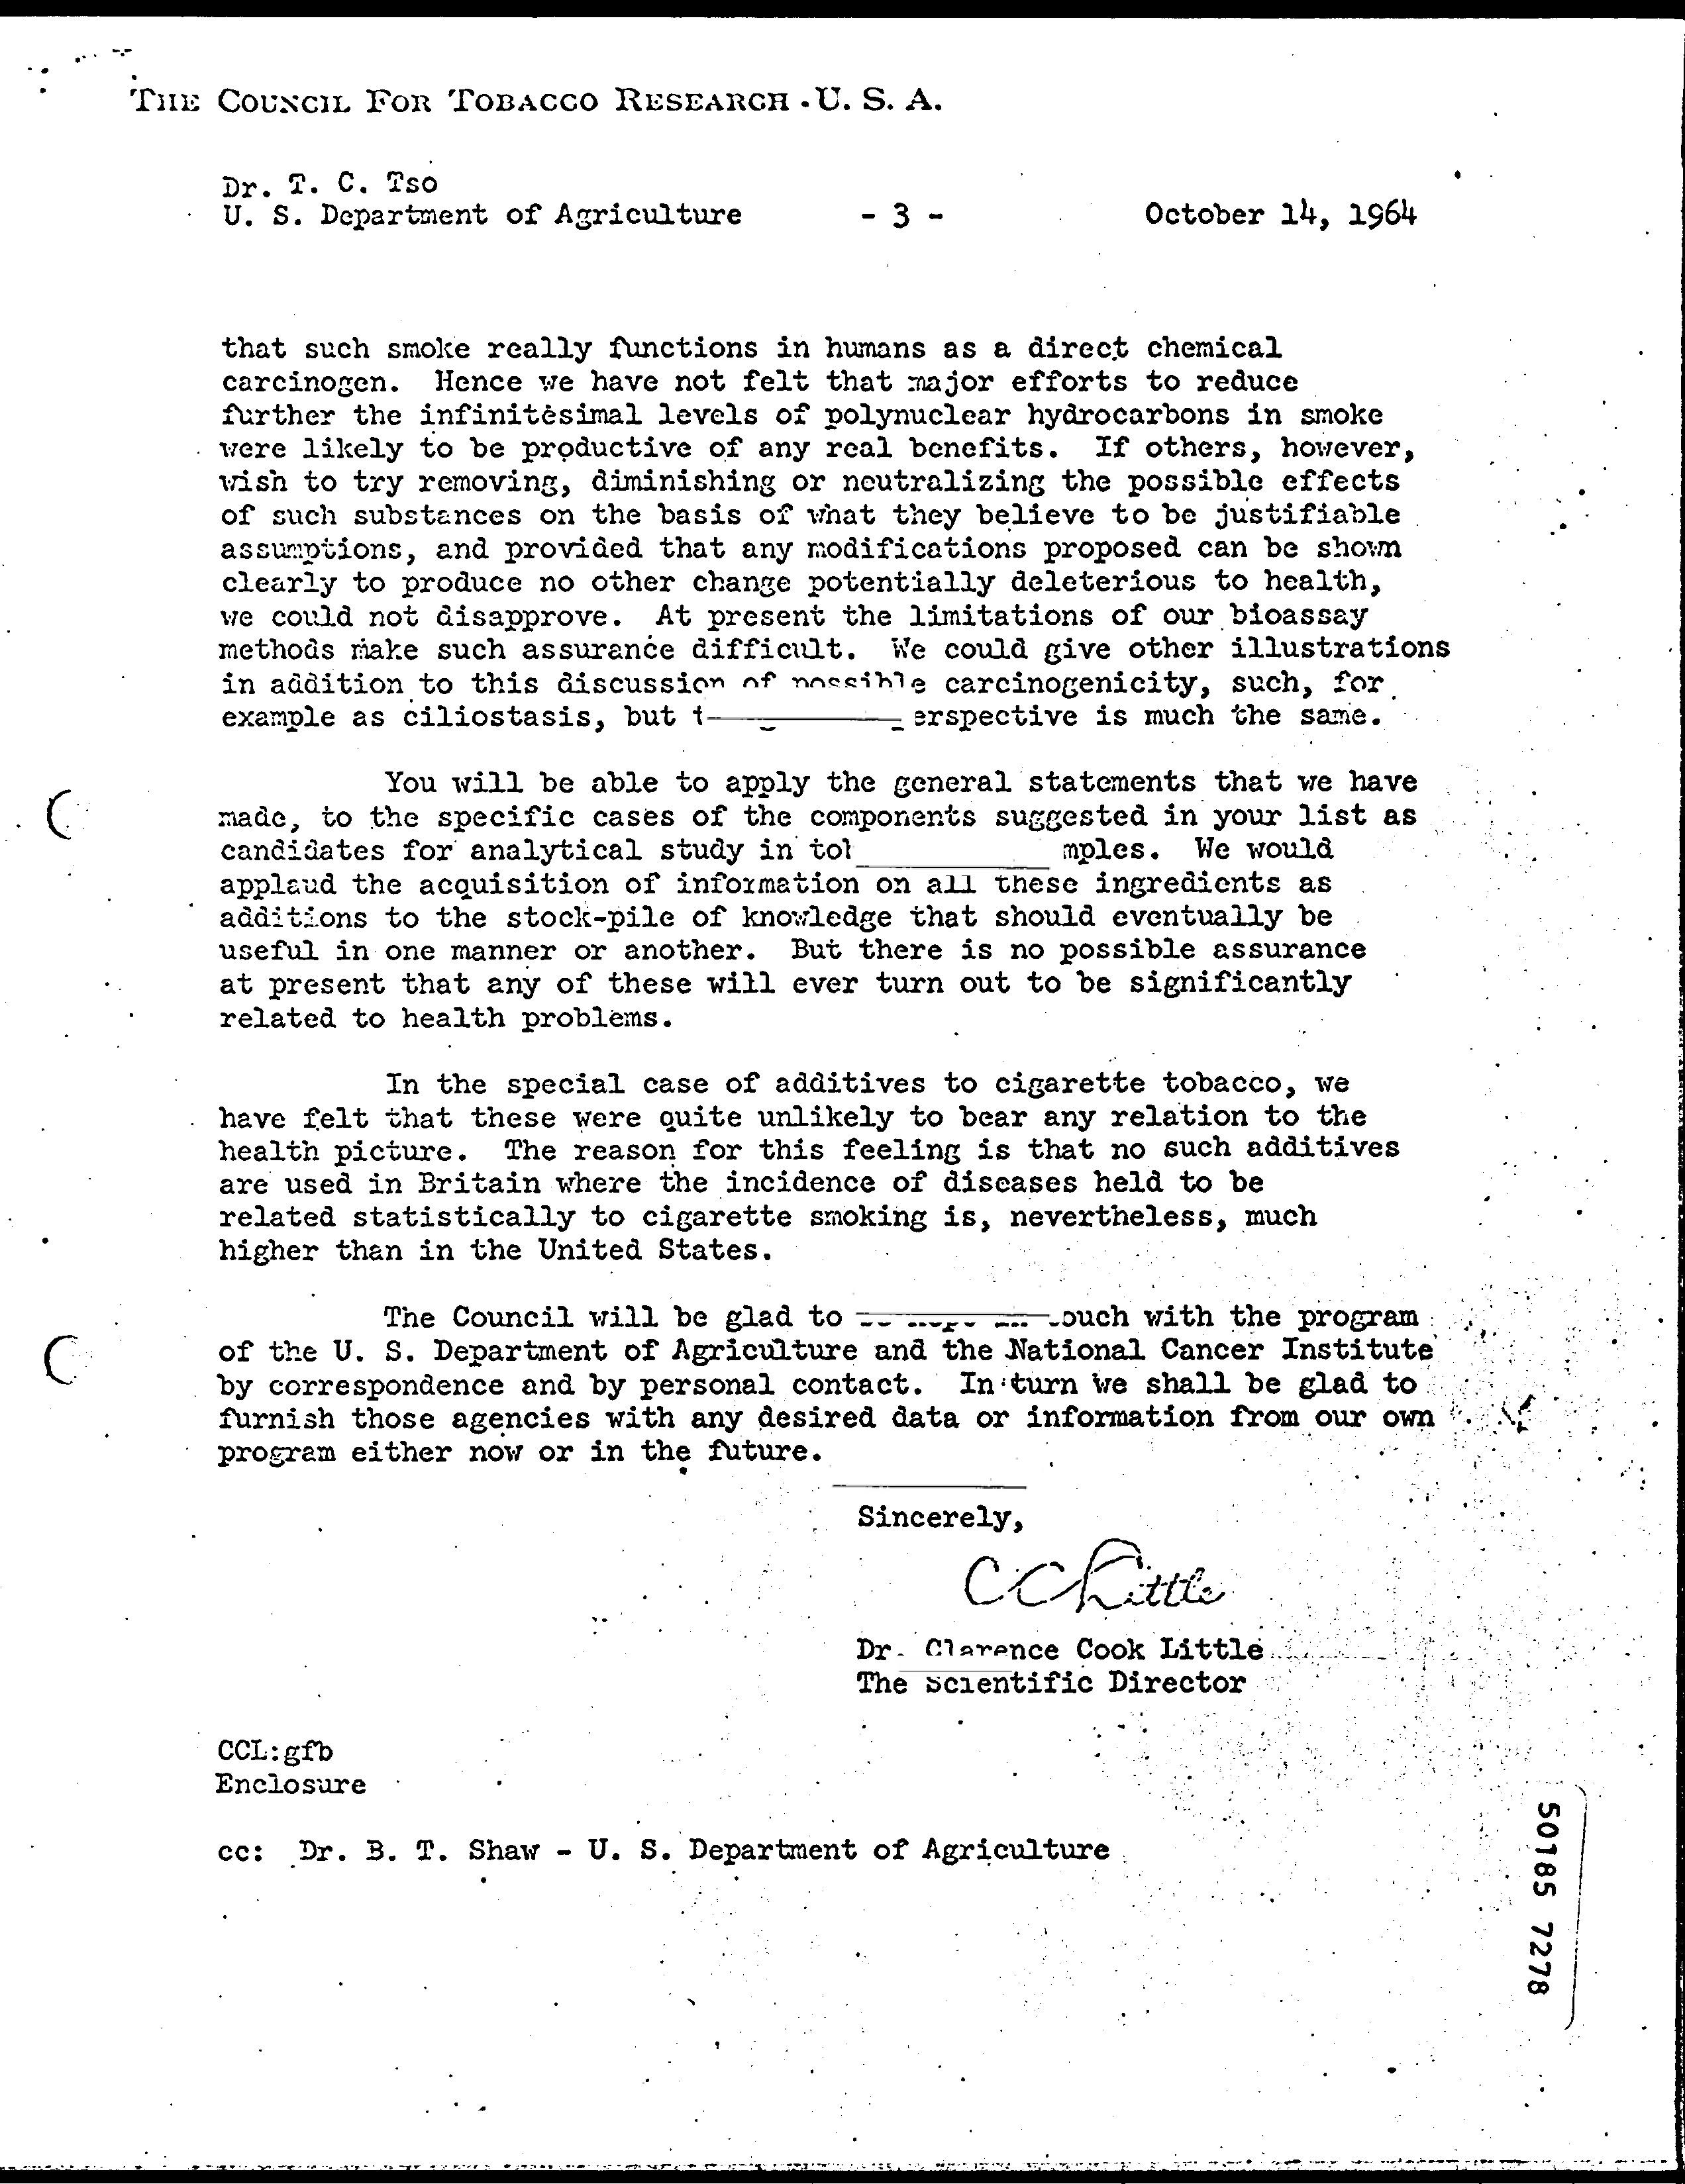 THE COUNCIL FOR TOBACCO RESEARCH - U. S. A.
Dr. T. C. Tso
U. S. Department of Agriculture - 3 - October 14, 1964
that such smoke really functions in humans as a direct chemical
carcinogen. Hence we have not felt that major efforts to reduce
further the infinitesimal levels of polynuclear hydrocarbons in smoke
were likely to be productive of any real benefits. If others, however,
wish to try removing, diminishing or neutralizing the possible effects
of such substances on the basis of what they believe to be justifiable
assumptions, and provided that any modifications proposed can be shown
clearly to produce no other change potentially deleterious to health,
we could not disapprove. At present the limitations of our bioassay
methods make such assurance difficult. We could give other illustrations
in addition to this discussion of possible carcinogenicity, such, for
example as ciliostasis, but erspective is much the same.
You will be able to apply the general statements that we have
made, to the specific cases of the components suggested in your list as
candidates for analytical study in tol mples. We would
applaud the acquisition of information on all these ingredients as
additions to the stock-pile of knowledge that should eventually be
useful in one manner or another. But there is no possible assurance
at present that any of these will ever turn out to be significantly
related to health problems.
In the special case of additives to cigarette tobacco, we
have felt that these were quite unlikely to bear any relation to the
health picture. The reason for this feeling is that no such additives
are used in Britain where the incidence of diseases held to be
related statistically to cigarette smoking is, nevertheless, much
higher than in the United States.
The Council will be glad to ouch with the program
of the U. S. Department of Agriculture and the National Cancer Institute
by correspondence and by personal contact. In turn we shall be glad to
furnish those agencies with any desired data or information from our own
program either now or in the future.
Sincerely,
CC Little
Dr. Clarence Cook Little
The Scientific Director
CCL:gfb
Enclosure
cc: Dr. B. T. Shaw - U. S. Department of Agriculture
50185 7278